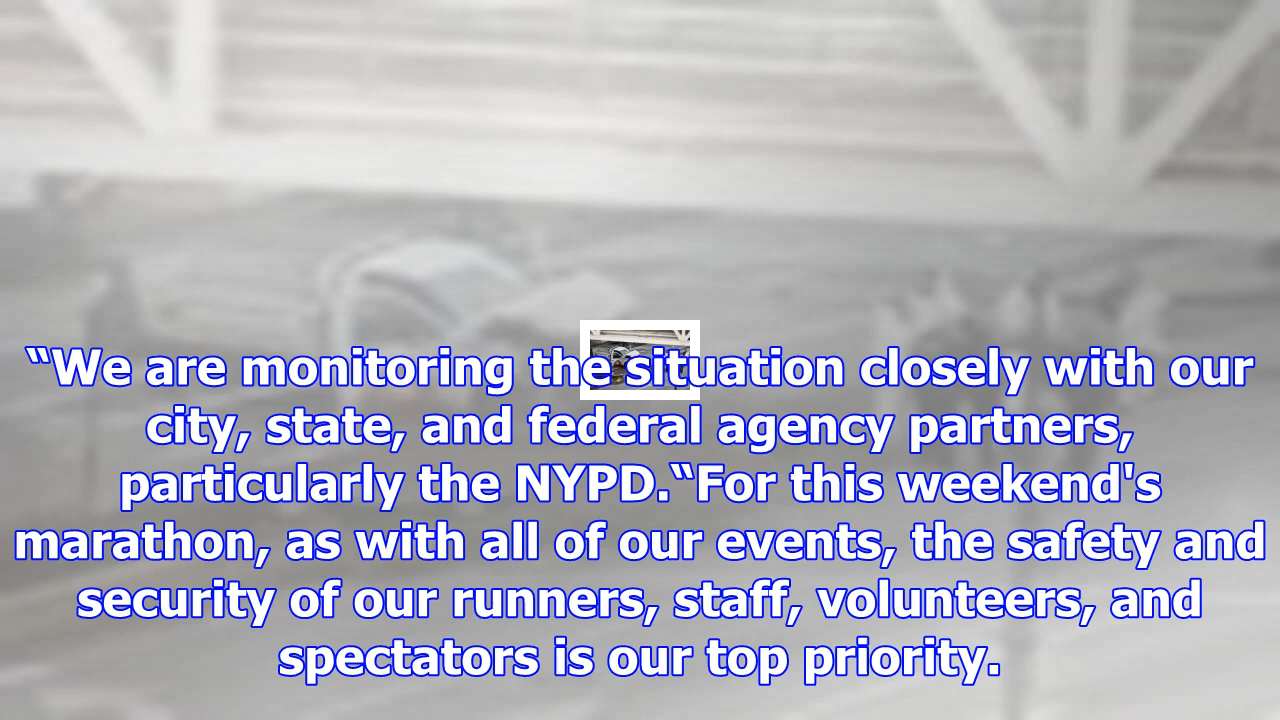 “We are monitoring the situation closely with our
city, state, and federal agency partners,
particularly the NYPD.“For this weekend's
marathon, as with all of our events, the safety and
security of our runners, staff, volunteers, and
spectators is our top priority.